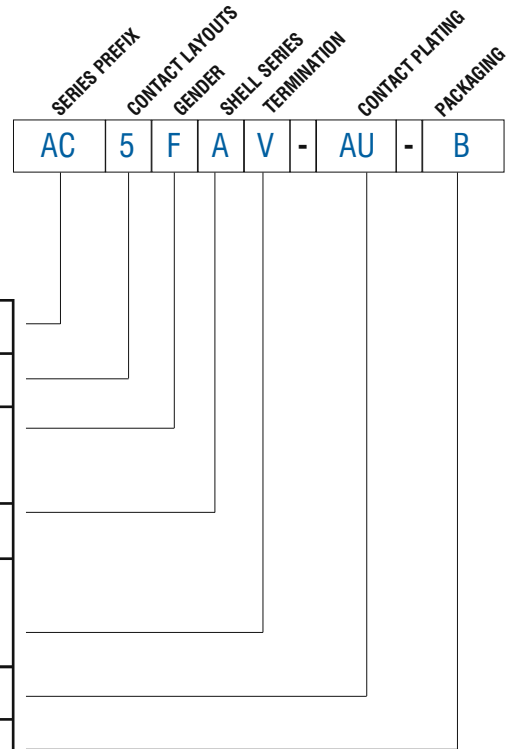 SERIES PREFIX
CONTACT LAYOUTS
GENDER
SHELL SERIES
TERMINATION
CONTACT PLATING
PACKAGING
AC 5 F A V - AU - B